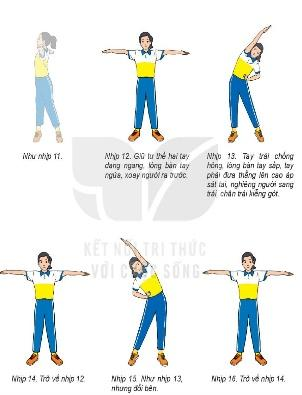 Như nhịp 11.
Nhịp 12. Giữ tư thế hai tay
dang ngang, lòng bàn tay
ngửa, xoay người ra trước.
Nhịp 13. Tay trái chống
hông, lòng bàn tay sấp, tay
phải đưa thẳng lên cao áp
sát tai, nghiêng người sang
trái, chân trái kiễng gót.
KẾT NỐI TRI THỨC
VỚI CUỘC SỐNG
Nhịp 14. Trở về nhịp 12.
Nhịp 15. Như nhịp 13,
nhưng đổi bên.
Nhịp 16. Trở về nhịp 14.